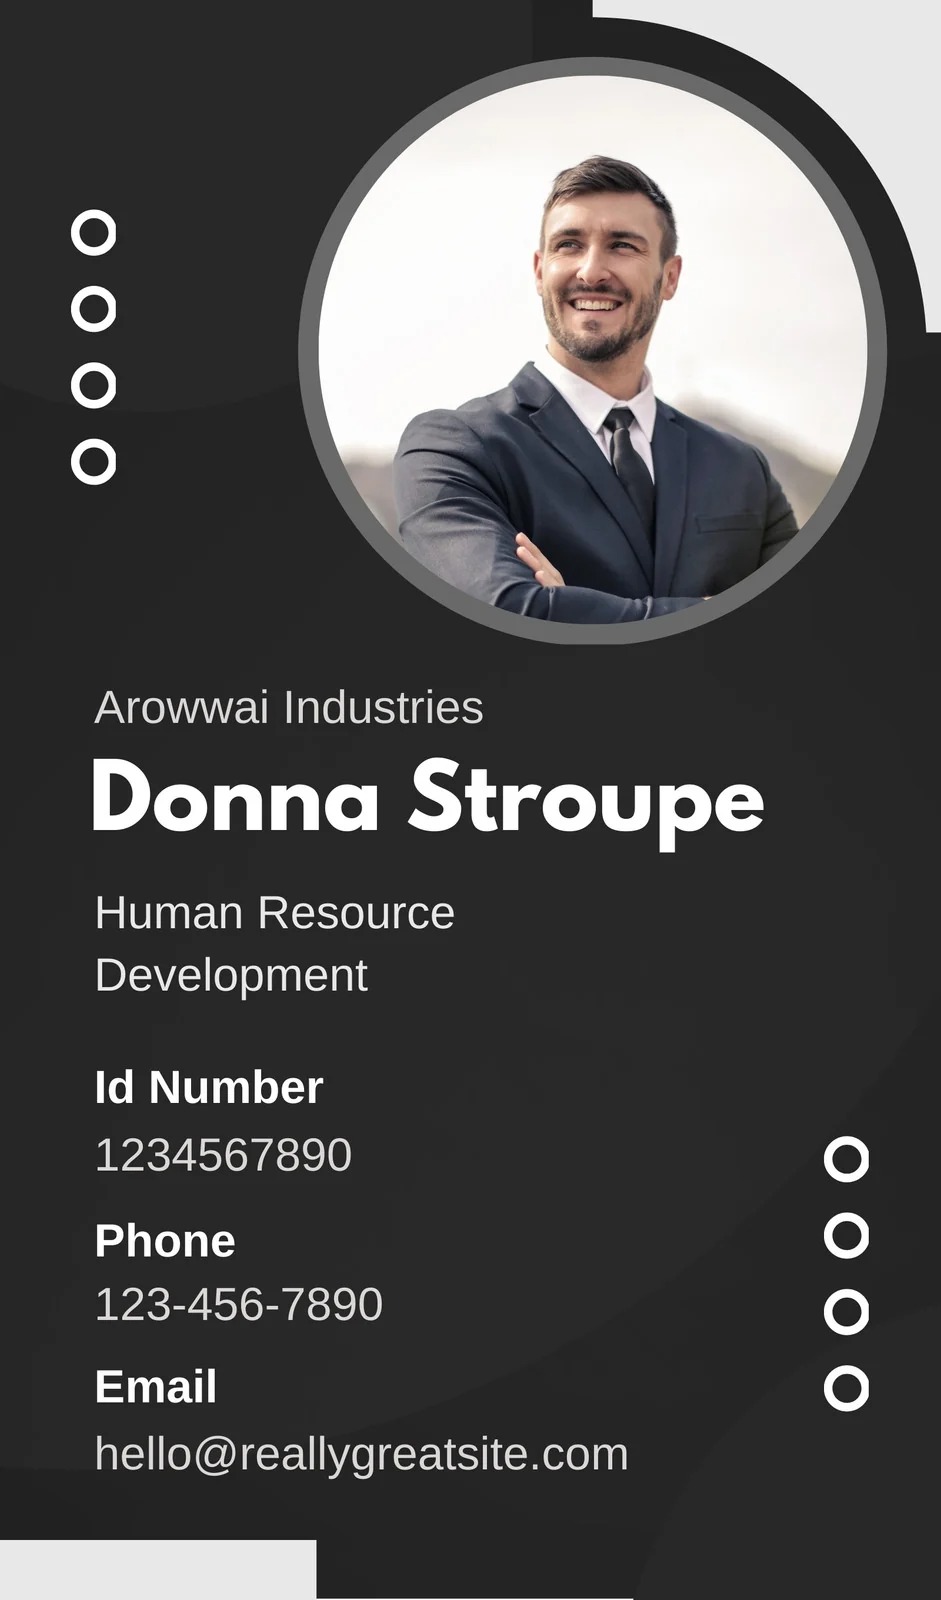 Arowwai Industries
Donna Stroupe
Human Resource
Development
Id Number
1234567890
Phone
123-456-7890
Email
hello@reallygreatsite.com